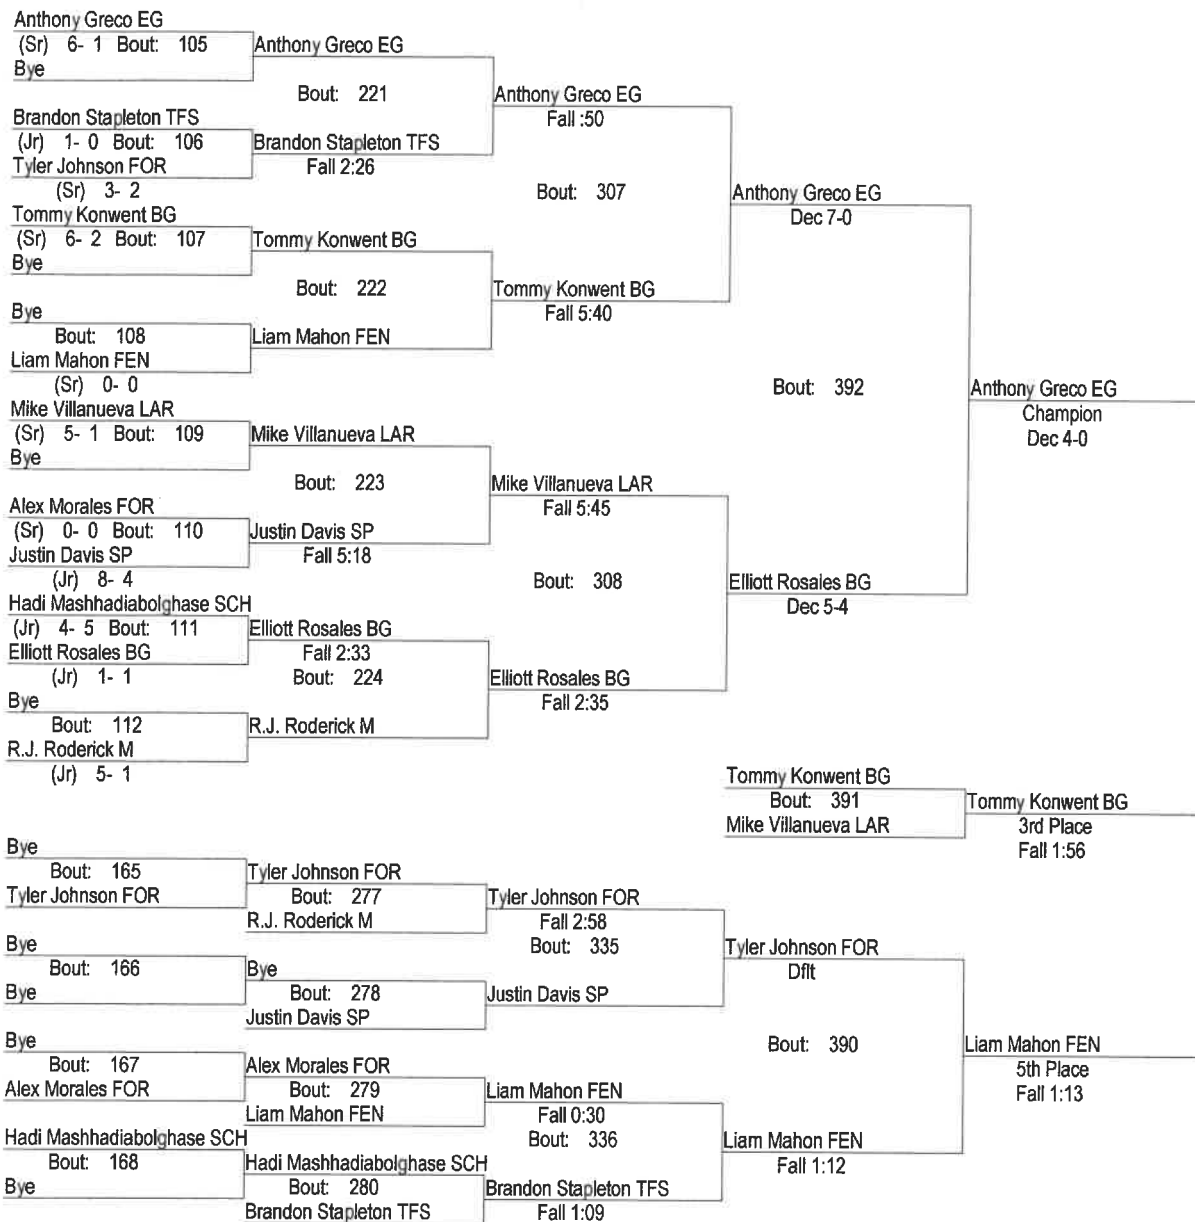 Anthony Greco EG
(Sr) 6- 1 Bout: 105
Bye
Anthony Greco EG
Bout: 221
Brandon Stapleton TFS
(Jr) 1- 0 Bout: 106
Tyler Johnson FOR
(Sr) 3- 2
Brandon Stapleton TFS
Fall 2:26
Anthony Greco EG
Fall :50
Bout: 307
Tommy Konwent BG
(Sr) 6- 2 Bout: 107
Bye
Tommy Konwent BG
Bout: 222
Bye
Bout: 108
Liam Mahon FEN
(Sr) 0- 0
Liam Mahon FEN
Tommy Konwent BG
Fall 5:40
Anthony Greco EG
Dec 7-0
Bout: 392
Anthony Greco EG
Champion
Dec 4-0
Mike Villanueva LAR
(Sr) 5- 1 Bout: 109
Bye
Mike Villanueva LAR
Bout: 223
Alex Morales FOR
(Sr) 0- 0 Bout: 110
Justin Davis SP
(Jr) 8- 4
Justin Davis SP
Fall 5:18
Mike Villanueva LAR
Fall 5:45
Bout: 308
Hadi Mashhadiabolghase SCH
(Jr) 4- 5 Bout: 111
Elliott Rosales BG
(Jr) 1- 1
Elliott Rosales BG
Fall 2:33
Bout: 224
Bye
Bout: 112
R.J. Roderick M
(Jr) 5- 1
R.J. Roderick M
Elliott Rosales BG
Fall 2:35
Elliott Rosales BG
Dec 5-4
Tommy Konwent BG
Bout: 391
Mike Villanueva LAR
Tommy Konwent BG
3rd Place
Fall 1:56
Bye
Bout: 165
Tyler Johnson FOR
Tyler Johnson FOR
Bout: 277
R.J. Roderick M
Tyler Johnson FOR
Fall 2:58
Bout: 335
Bye
Bout: 166
Bye
Bye
Bout: 278
Justin Davis SP
Justin Davis SP
Tyler Johnson FOR
Dflt
Bout: 390
Bye
Bout: 167
Alex Morales FOR
Alex Morales FOR
Bout: 279
Liam Mahon FEN
Liam Mahon FEN
Fall 0:30
Bout: 336
Hadi Mashhadiabolghase SCH
Bout: 168
Bye
Hadi Mashhadiabolghase SCH
Bout: 280
Brandon Stapleton TFS
Brandon Stapleton TFS
Fall 1:09
Liam Mahon FEN
Fall 1:12
Liam Mahon FEN
5th Place
Fall 1:13